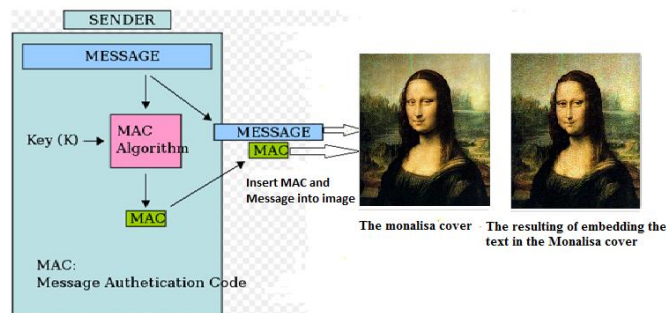 SENDER
MESSAGE
Key (K)
MAC
Algorithm
MESSAGE
MAC
Insert MAC and
Message into image
MAC
MAC:
Message Authetication Code
The monalisa cover
The resulting of embedding the
text in the Monalisa cover